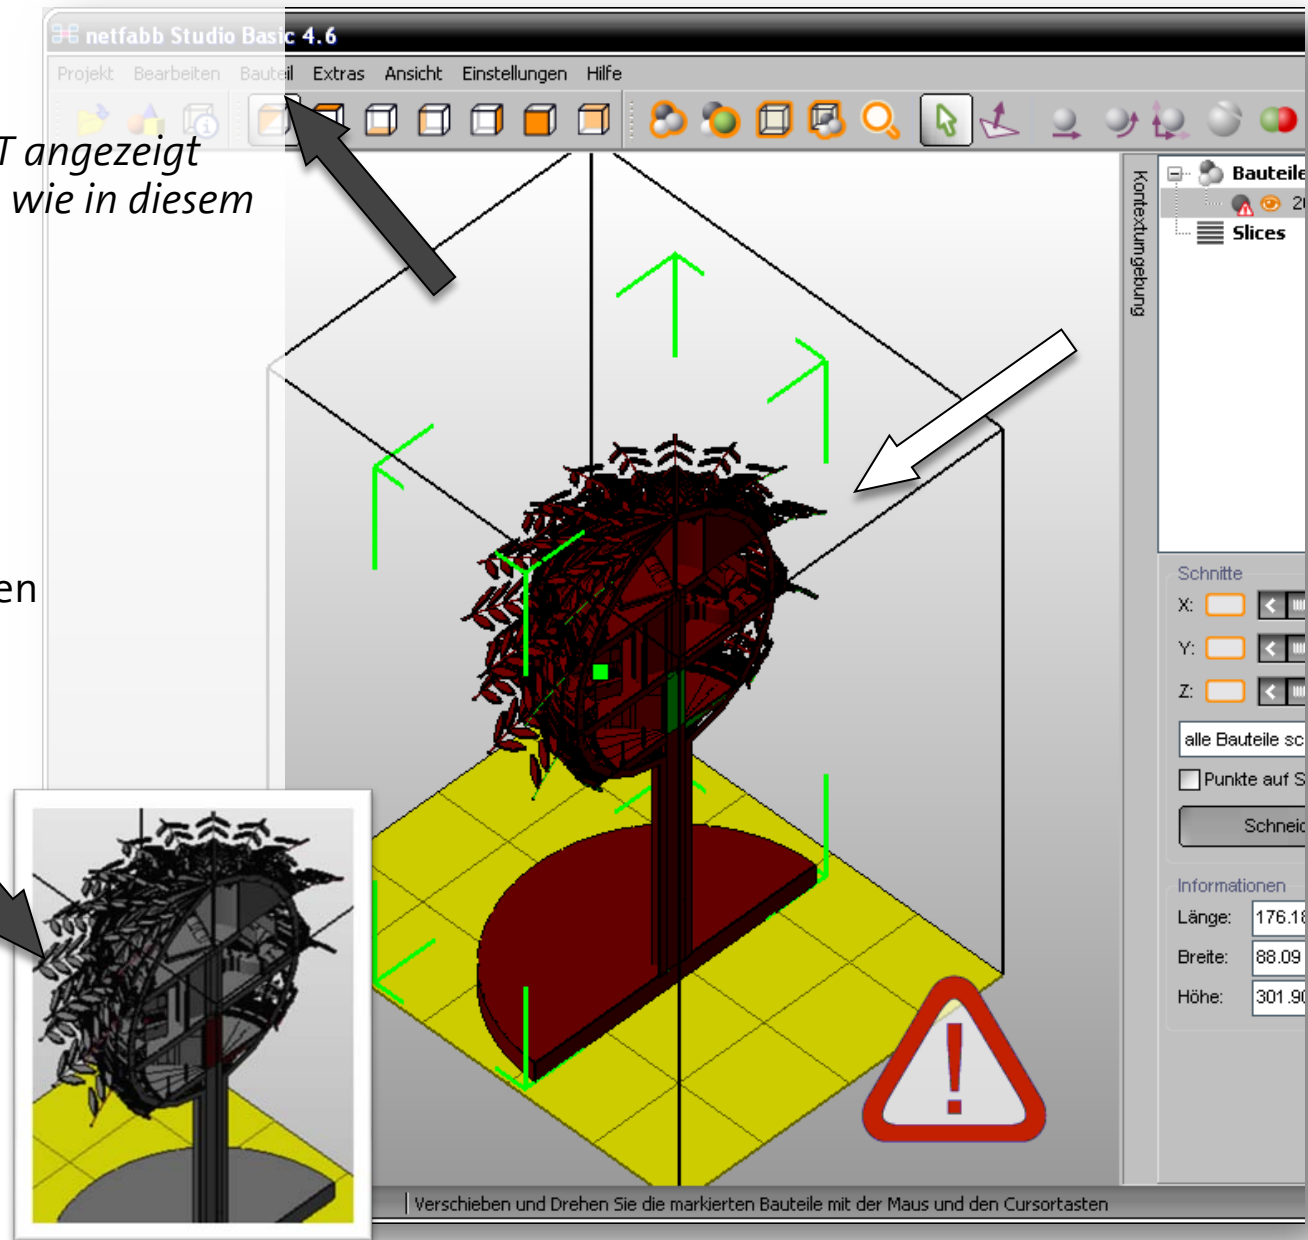 netfabb Studio Basic 4.6
Projekt Bearbeiten Bauteil Extras Ansicht Einstellungen Hilfe
T angezeigt
wie in diesem
en
Kontextumgebung
Bauteile
Slices
Schnitte
X:
Y:
Z:
alle Bauteile sc
Punkte auf S
Schneid
Informationen
Länge: 176.18
Breite: 88.09
Höhe: 301.90
Verschieben und Drehen Sie die markierten Bauteile mit der Maus und den Cursortasten